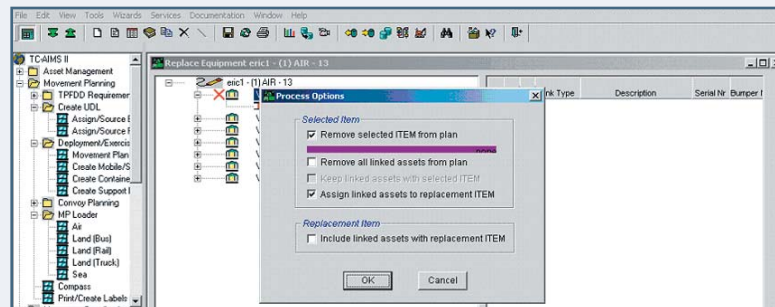 File Edit View Tools Wizards Services Documentation Window Help
TC-AIMS II
Asset Management
Movement Planning
TPFDD Requiremen
Create UDL
Assign/Source E
Assign/Source F
Deployment/Exercis
Movement Plan
Create Mobile/S
Create Containe
Create Support I
Convoy Planning
MP Loader
Air
Land (Bus)
Land (Rail)
Land (Truck)
Sea
Compass
Print/Create Labels
Replace Equipment eric1 - (1) AIR - 13
eric1 - (1) AIR - 13
nk Type Description Serial Nr Bumper
Process Options
Selected Item
Remove selected ITEM from plan
Remove all linked assets from plan
Keep linked assets with selected ITEM
Assign linked assets to replacement ITEM
Replacement Item
Include linked assets with replacement ITEM
OK Cancel